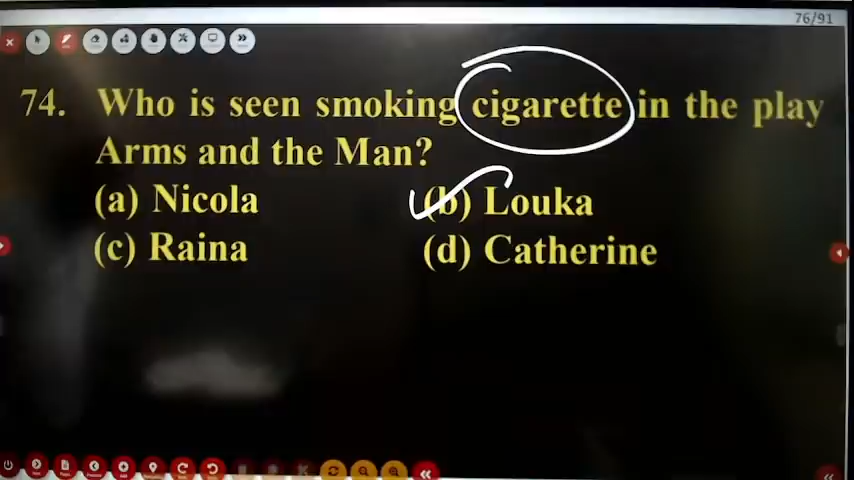 76/91
74. Who is seen smoking cigarette in the play
Arms and the Man?
(a) Nicola (b) Louka
(c) Raina (d) Catherine